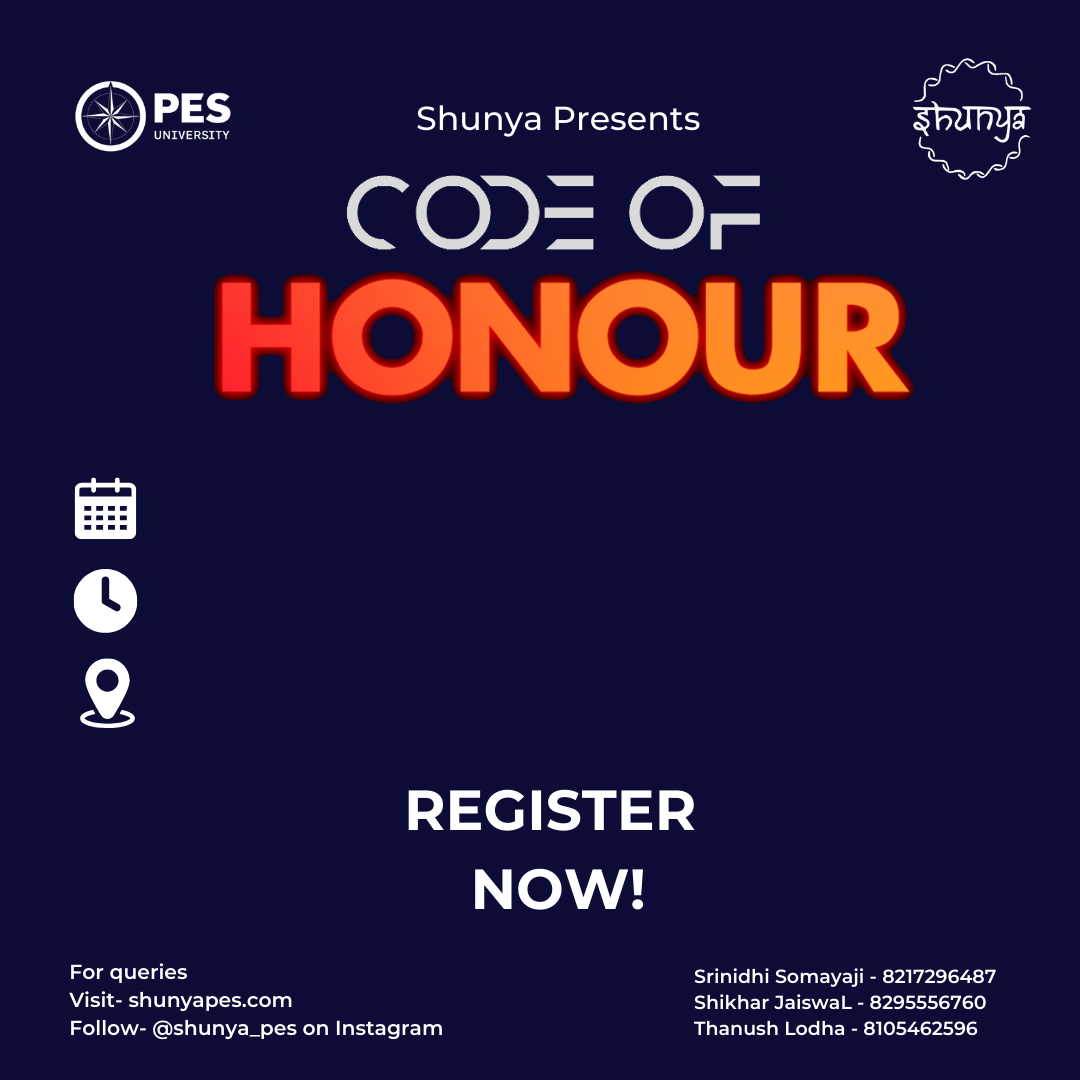 PES
UNIVERSITY
Shunya Presents
shunya
CODE OF
HONOUR
REGISTER
NOW!
For queries
Visit- shunyapes.com
Follow- @shunya_pes on Instagram
Srinidhi Somayaji - 8217296487
Shikhar JaiswaL - 8295556760
Thanush Lodha - 8105462596